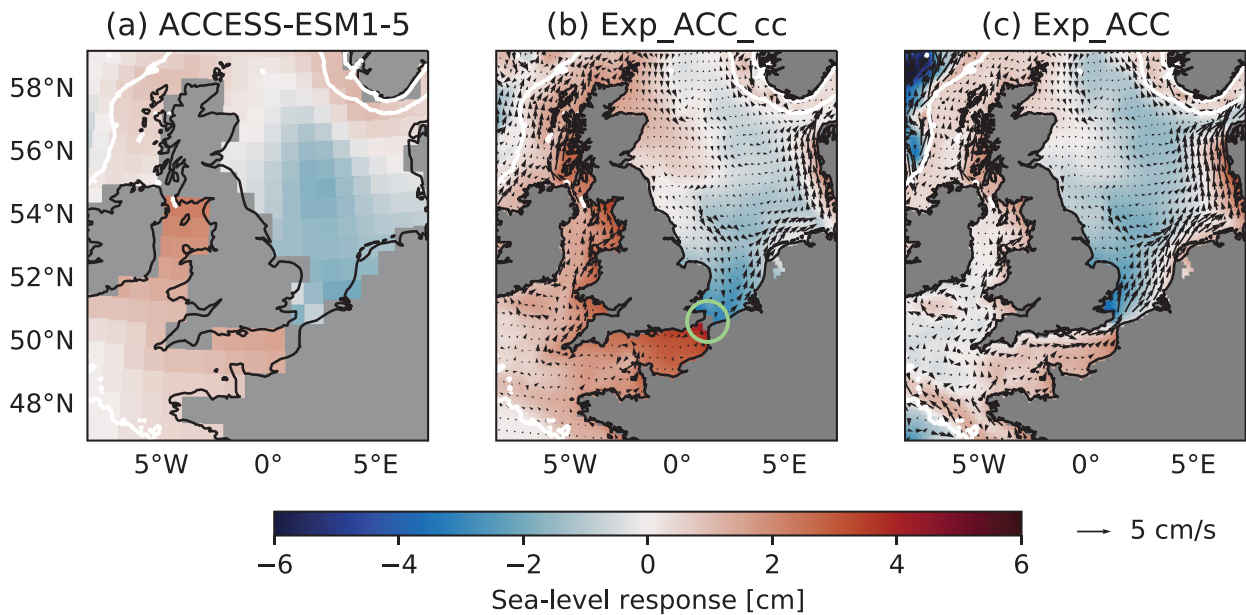 (a) ACCESS-ESM1-5
(b) Exp_ACC_cc
(c) Exp_ACC
58°N
56°N
54°N
52°N
50°N
48°N
5°W 0° 5°E
5°W 0° 5°E
5°W 0° 5°E
−6 −4 −2 0 2 4 6
5 cm/s
Sea-level response [cm]